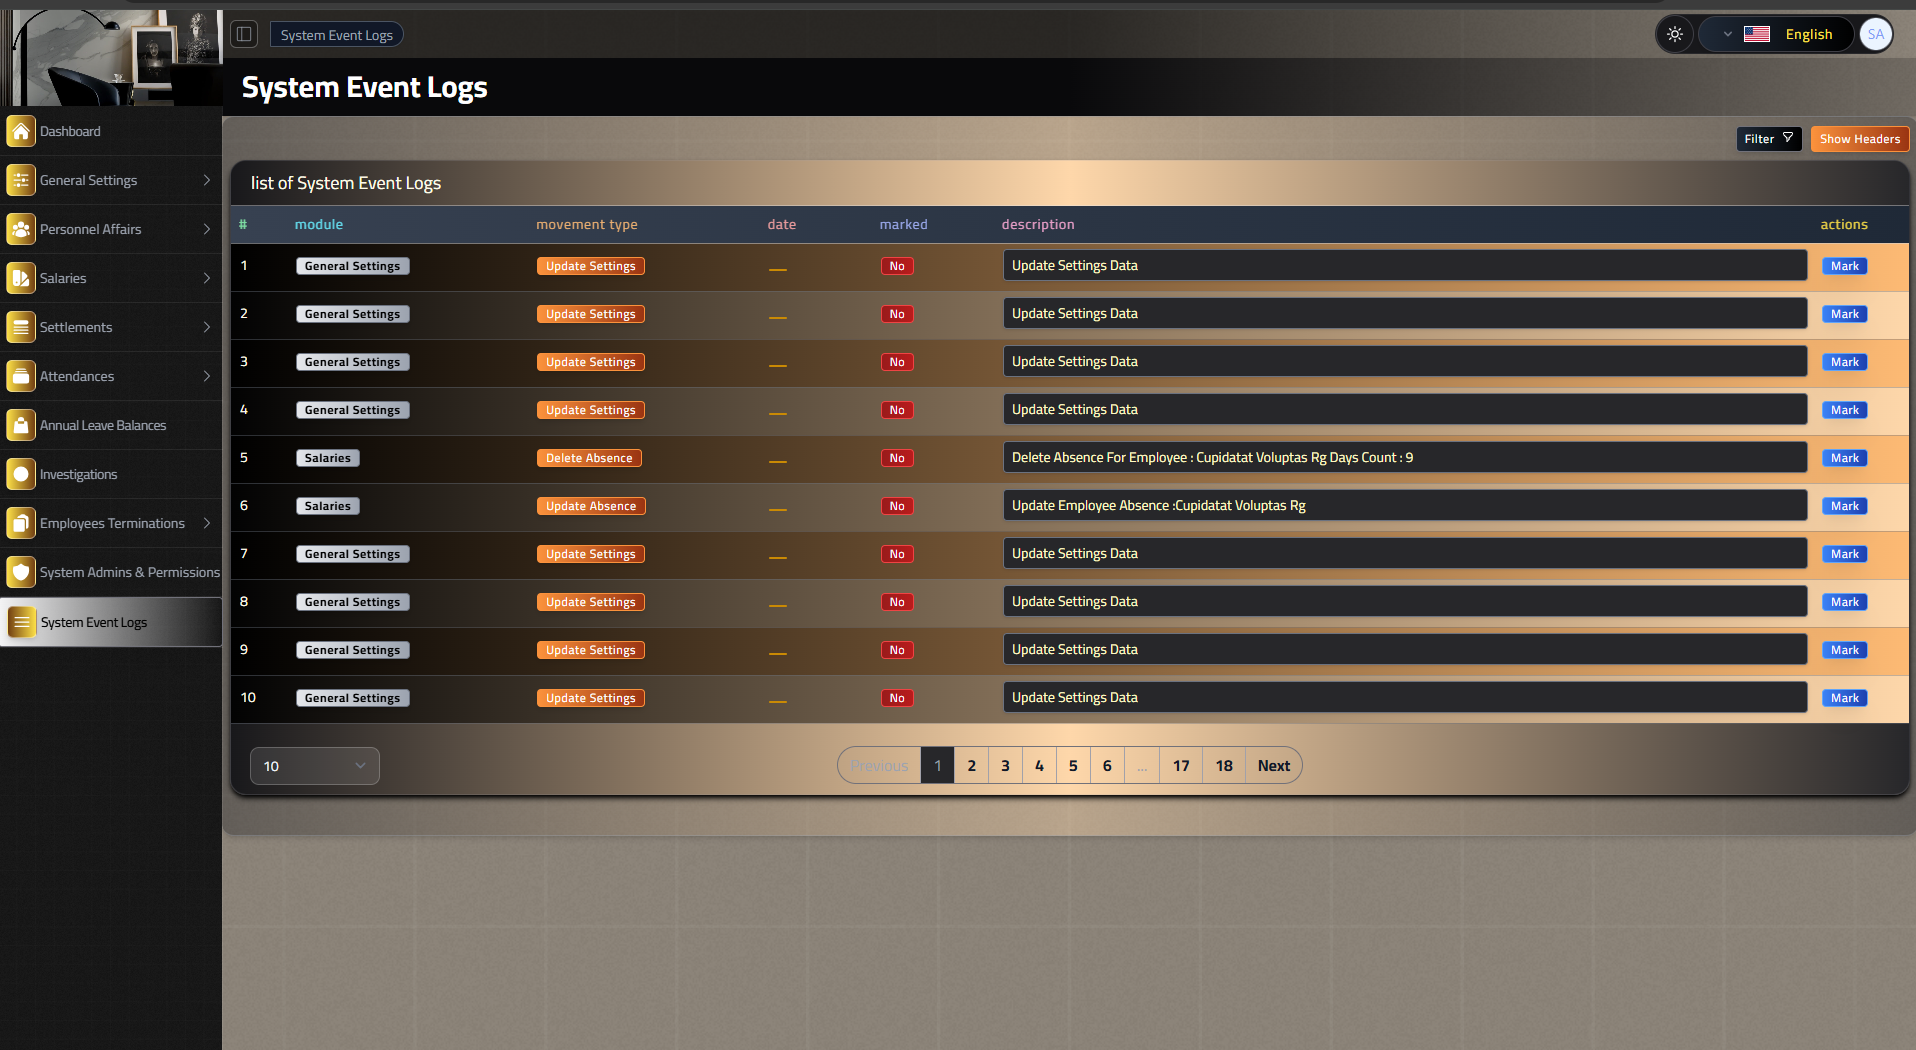 System Event Logs
English
SA
System Event Logs
Dashboard
General Settings
Personnel Affairs
Salaries
Settlements
Attendances
Annual Leave Balances
Investigations
Employees Terminations
System Admins & Permissions
System Event Logs
Filter
Show Headers
list of System Event Logs
# module movement type date marked description actions
1 General Settings Update Settings — No Update Settings Data Mark
2 General Settings Update Settings — No Update Settings Data Mark
3 General Settings Update Settings — No Update Settings Data Mark
4 General Settings Update Settings — No Update Settings Data Mark
5 Salaries Delete Absence — No Delete Absence For Employee : Cupidatat Voluptas Rg Days Count : 9 Mark
6 Salaries Update Absence — No Update Employee Absence :Cupidatat Voluptas Rg Mark
7 General Settings Update Settings — No Update Settings Data Mark
8 General Settings Update Settings — No Update Settings Data Mark
9 General Settings Update Settings — No Update Settings Data Mark
10 General Settings Update Settings — No Update Settings Data Mark
10
Previous 1 2 3 4 5 6 ... 17 18 Next